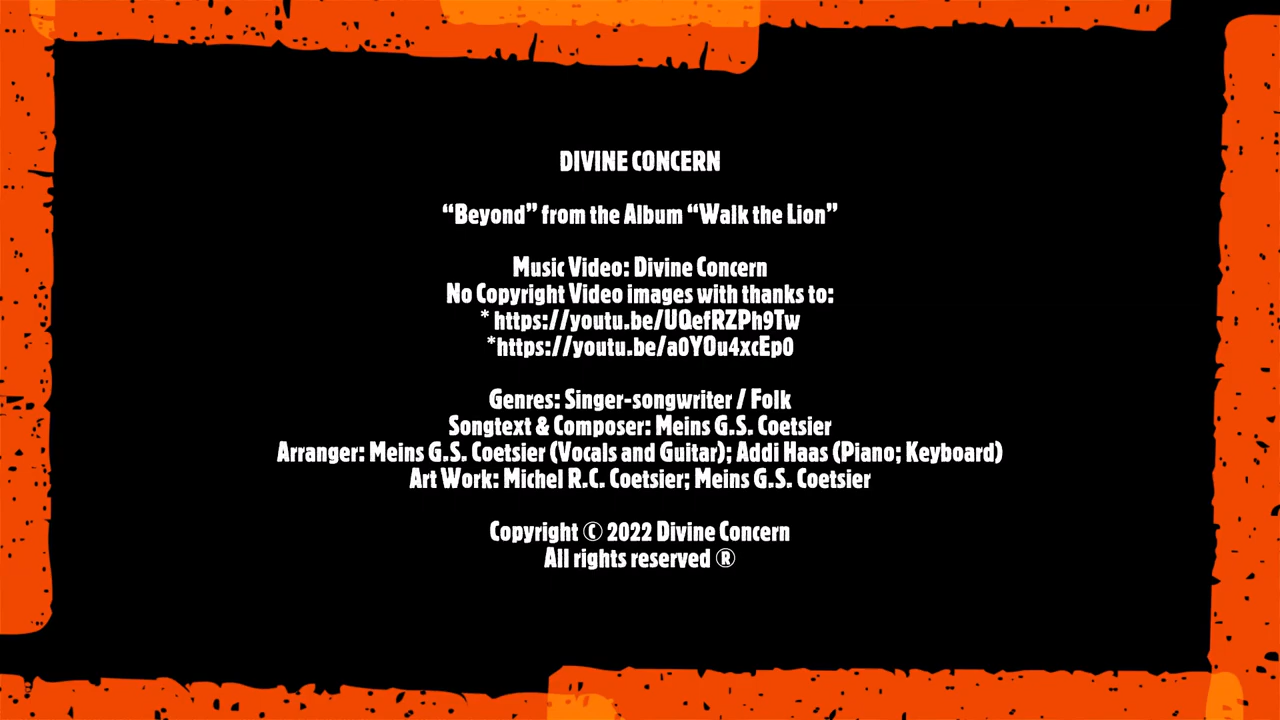 DIVINE CONCERN
“Beyond” from the Album “Walk the Lion”
Music Video: Divine Concern
No Copyright Video images with thanks to:
* https://youtu.be/UQefRZPh9Tw
*https://youtu.be/a0YOu4xcEp0
Genres: Singer-songwriter / Folk
Songtext & Composer: Meins G.S. Coetsier
Arranger: Meins G.S. Coetsier (Vocals and Guitar); Addi Haas (Piano; Keyboard)
Art Work: Michel R.C. Coetsier; Meins G.S. Coetsier
Copyright © 2022 Divine Concern
All rights reserved ®